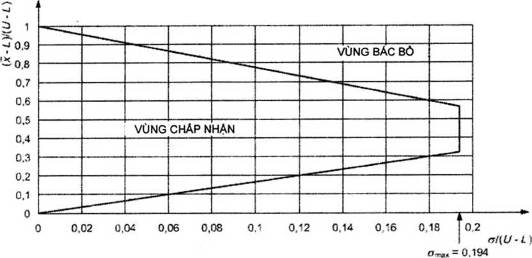 (x̄ - L)/(U - L)
1
0,9
0,8
0,7
0,6
0,5
0,4
0,3
0,2
0,1
0
VÙNG BÁC BỎ
VÙNG CHẤP NHẬN
0 0,02 0,04 0,06 0,08 0,1 0,12 0,14 0,16 0,18 0,2
σ/(U - L)
σmax = 0,194